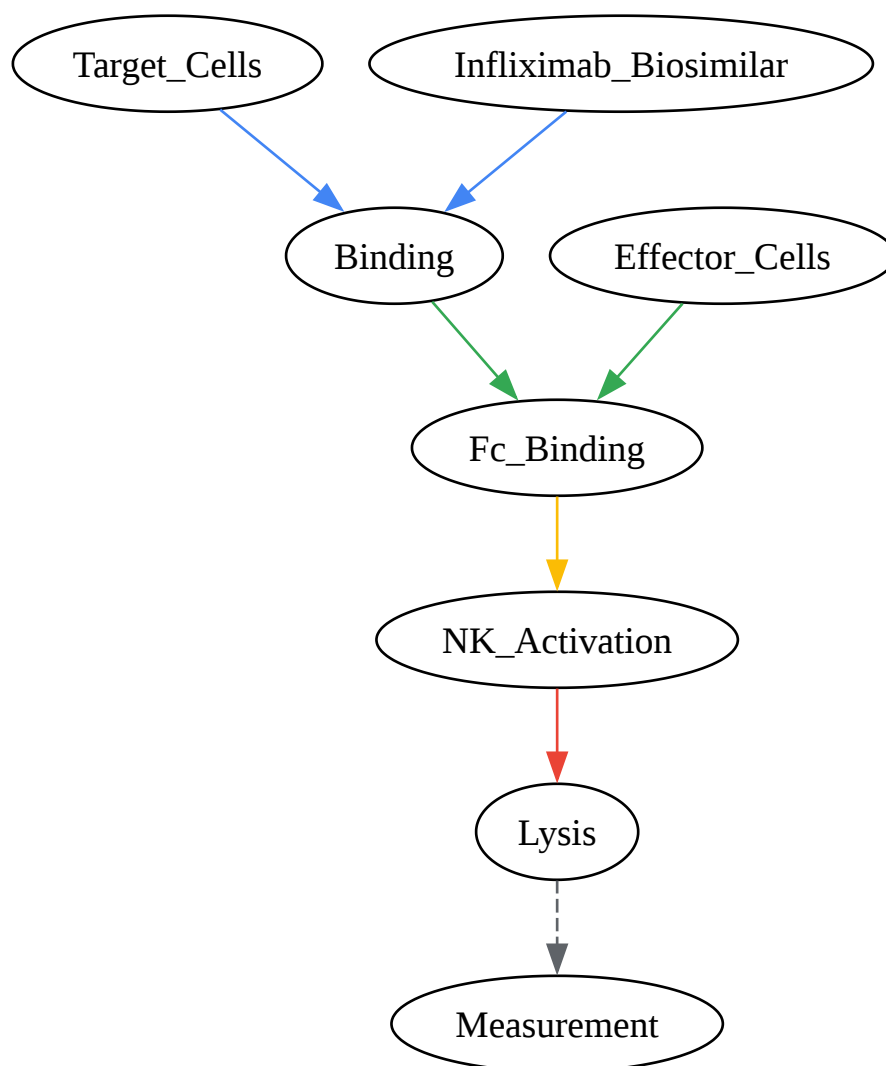 Target_Cells
Infliximab_Biosimilar
Binding
Effector_Cells
Fc_Binding
NK_Activation
Lysis
Measurement